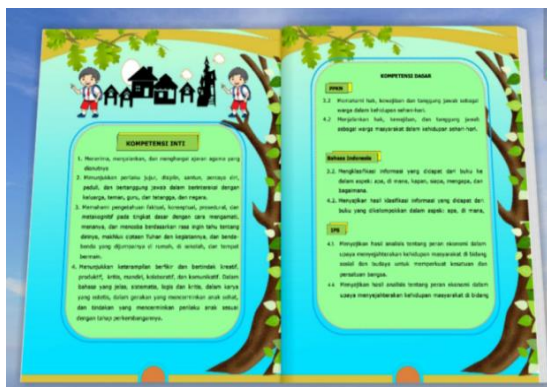 KOMPETENSI INTI
1. Menerima, menjalankan, dan menghargai ajaran agama yang
dianutnya
2. Menunjukkan perilaku jujur, disiplin, santun, percaya diri,
peduli, dan bertanggung jawab dalam berinteraksi dengan
keluarga, teman, guru, dan tetangga, dan negara.
3. Memahami pengetahuan faktual, konseptual, prosedural, dan
metakognitif pada tingkat dasar dengan cara mengamati,
menanya, dan mencoba berdasarkan rasa ingin tahu tentang
dirinya, makhluk ciptaan Tuhan dan kegiatannya, dan benda-
benda yang dijumpainya di rumah, di sekolah, dan tempat
bermain.
4. Menunjukkan keterampilan berfikir dan bertindak kreatif,
produktif, kritis, mandiri, kolaboratif, dan komunikatif. Dalam
bahasa yang jelas, sistematis, logis dan kritis, dalam karya
yang estetis, dalam gerakan yang mencerminkan anak sehat,
dan tindakan yang mencerminkan perilaku anak sesuai
dengan tahap perkembangannya.
KOMPETENSI DASAR
PPKN
3.2 Memahami hak, kewajiban dan tanggung jawab sebagai
warga dalam kehidupan sehari-hari.
4.2 Menjelaskan hak, kewajiban, dan tanggung jawab
sebagai warga masyarakat dalam kehidupan sehari-hari.
Bahasa Indonesia
3.2. Mengklasifikasi informasi yang didapat dari buku ke
dalam aspek: apa, di mana, kapan, siapa, mengapa, dan
bagaimana.
4.2. Menyajikan hasil klasifikasi informasi yang didapat dari
buku yang dikelompokkan dalam aspek: apa, di mana,
IPS
4.1 Menyajikan hasil analisis tentang peran ekonomi dalam
upaya menyejahterakan kehidupan masyarakat di bidang
sosial dan budaya untuk memperkuat kesatuan dan
persatuan bangsa.
Menyajikan hasil analisis tentang peran ekonomi dalam
upaya menyejahterakan kehidupan masyarakat di bidang